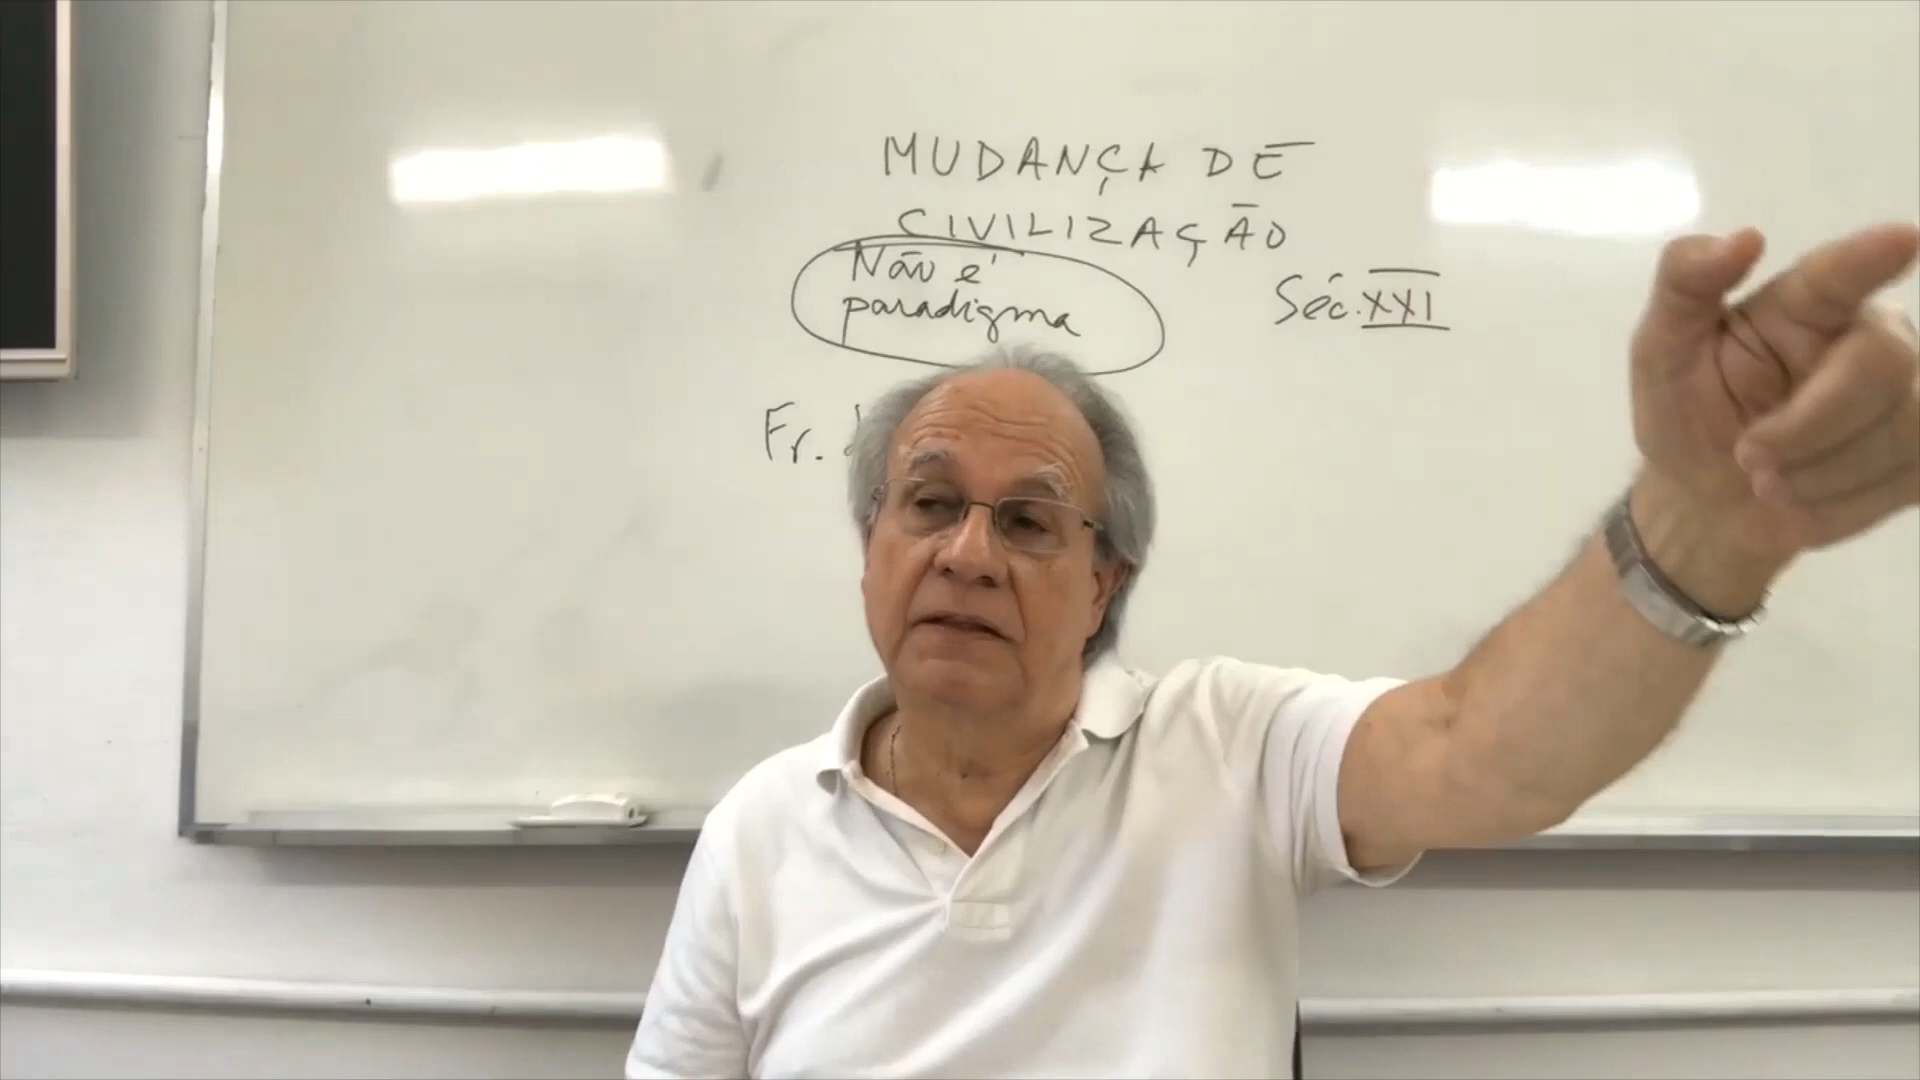 MUDANÇA DE
CIVILIZAÇÃO
Não é
paradigma
Séc. XXI
Fr.